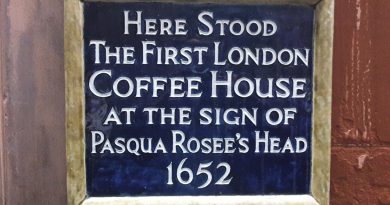 Here Stood
The First London
Coffee House
at the sign of
Pasqua Rosee's Head
1652